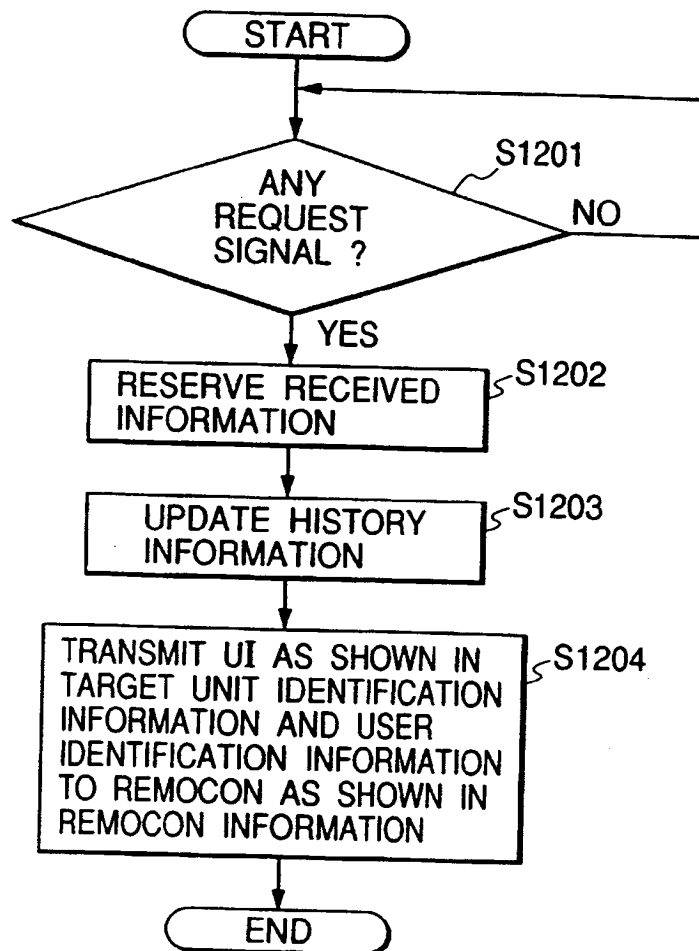 START
S1201
ANY
REQUEST
SIGNAL ?
NO
YES
RESERVE RECEIVED
INFORMATION
S1202
UPDATE HISTORY
INFORMATION
S1203
TRANSMIT UI AS SHOWN IN
TARGET UNIT IDENTIFICATION
INFORMATION AND USER
IDENTIFICATION INFORMATION
TO REMOCON AS SHOWN IN
REMOCON INFORMATION
S1204
END